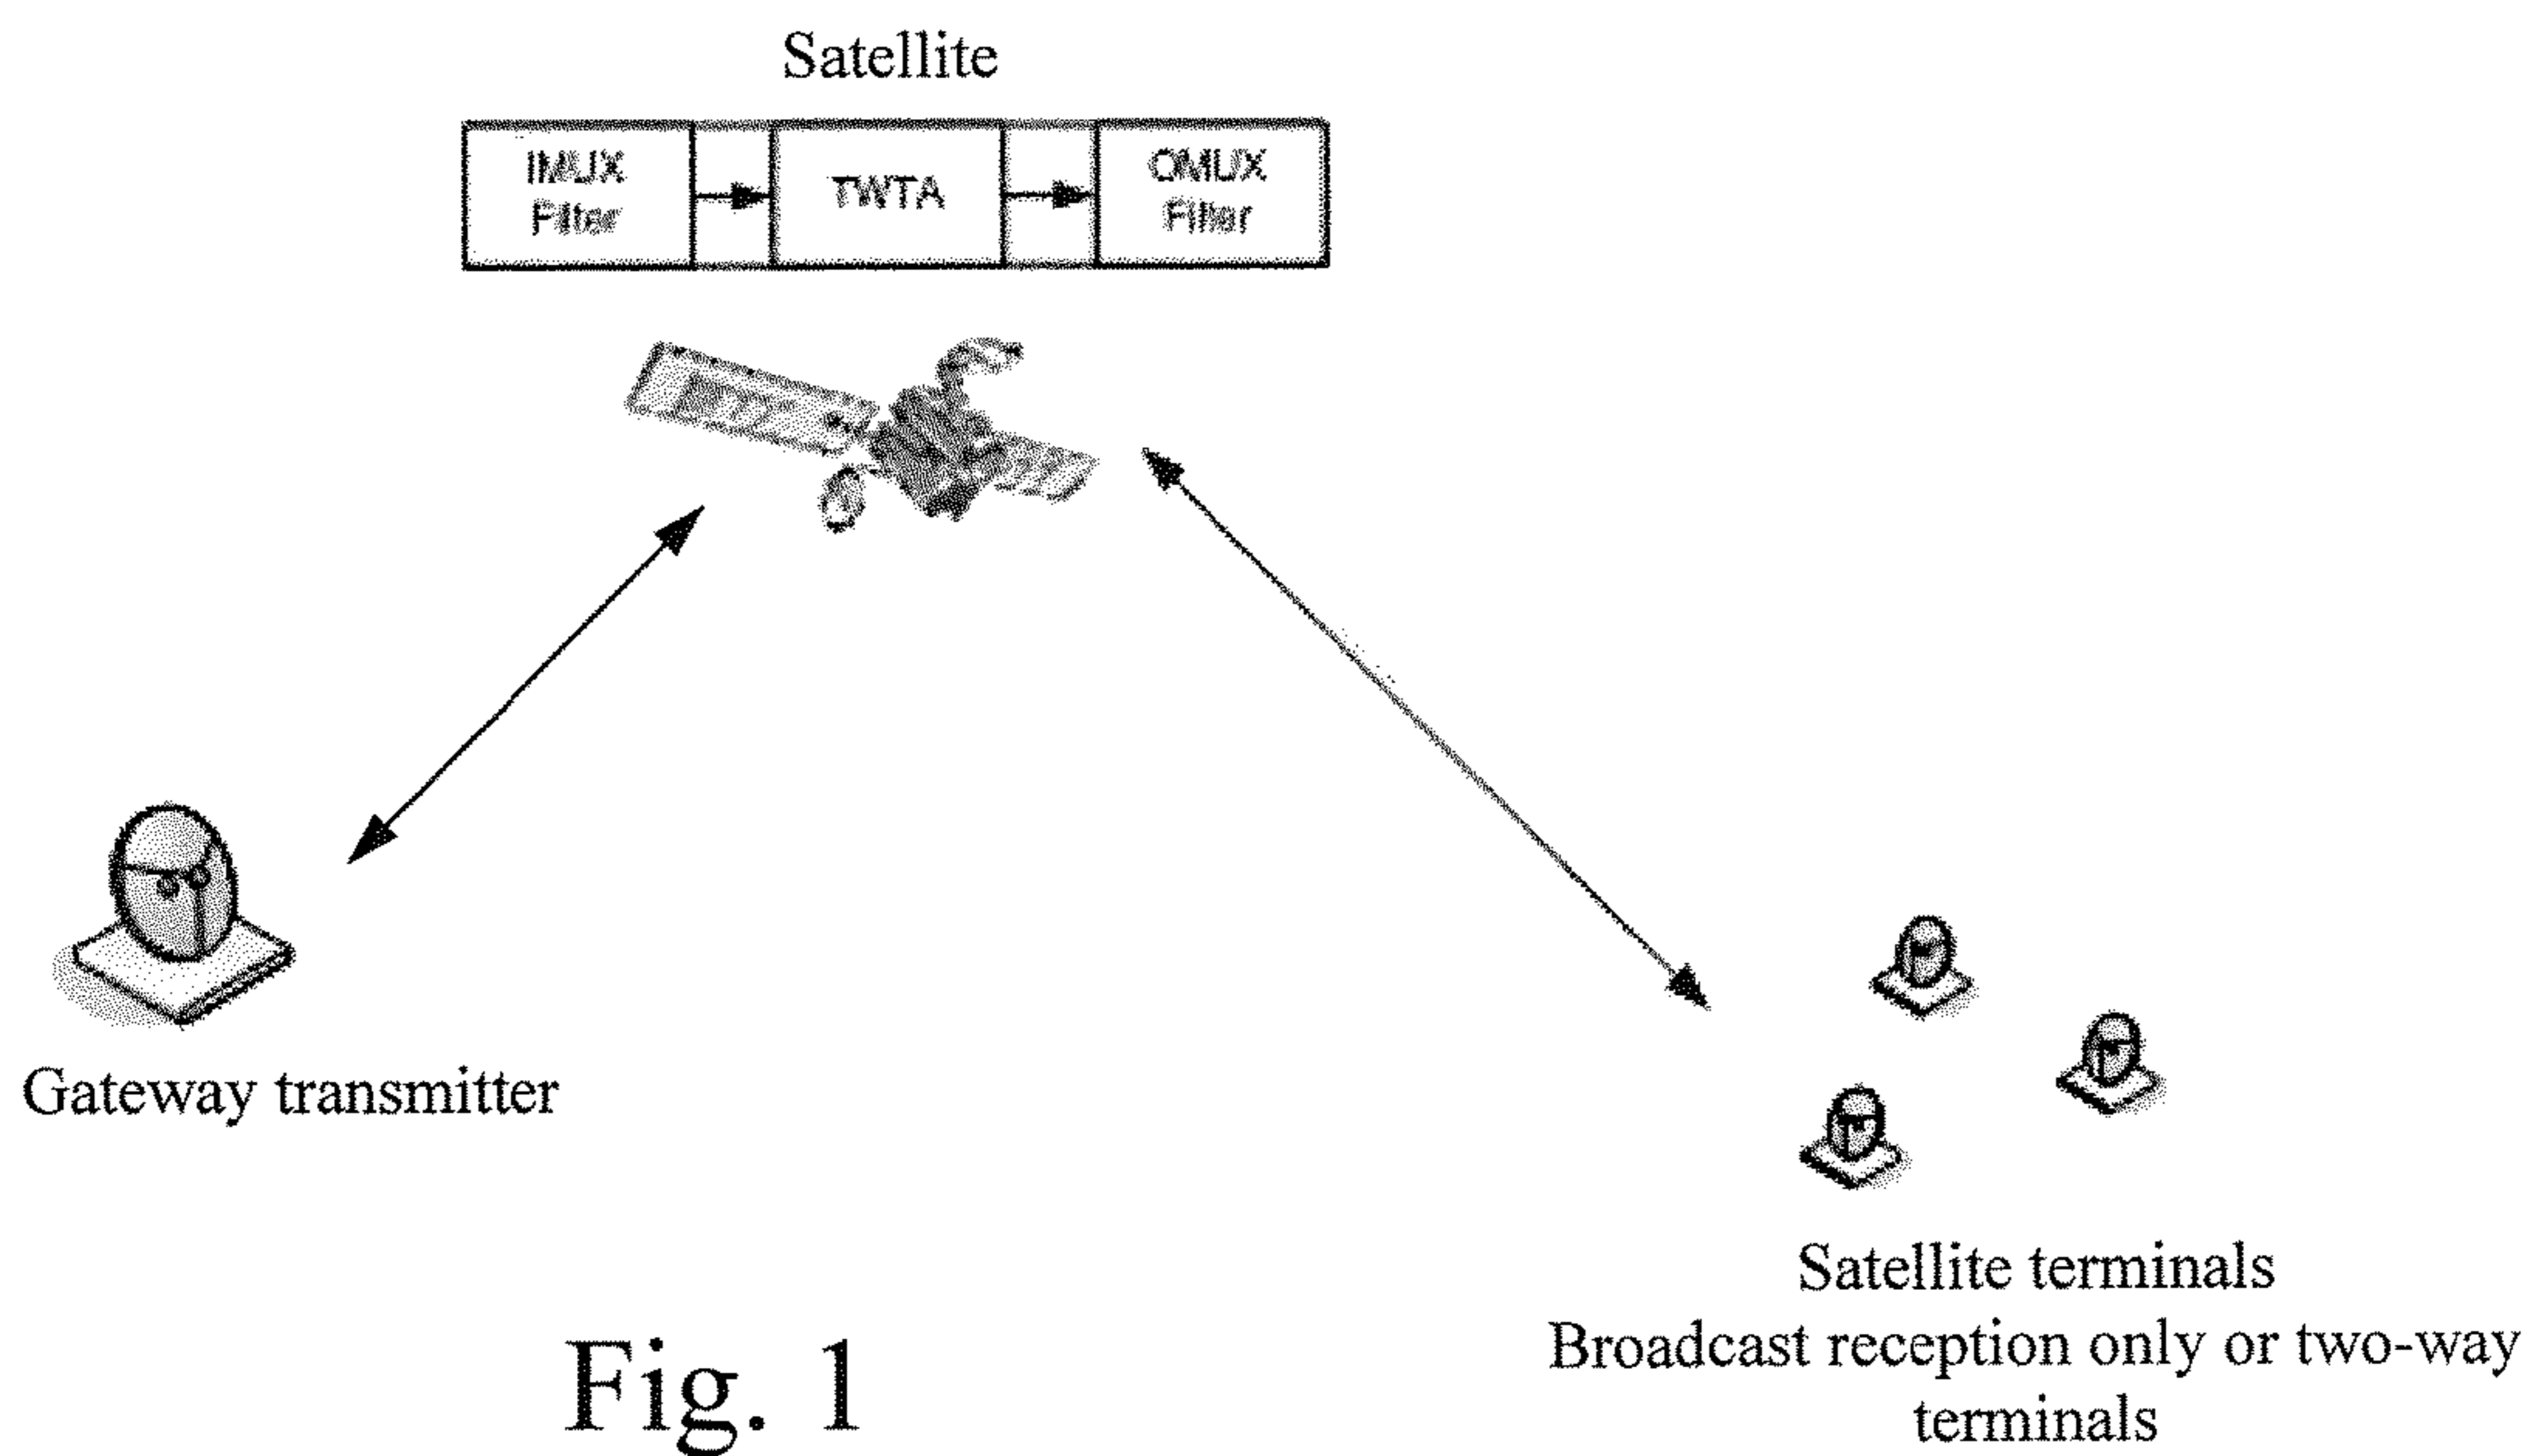 Satellite
IMUX
Filter
TWTA
OMUX
Filter
Gateway transmitter
Satellite terminals
Broadcast reception only or two-way
terminals
Fig. 1